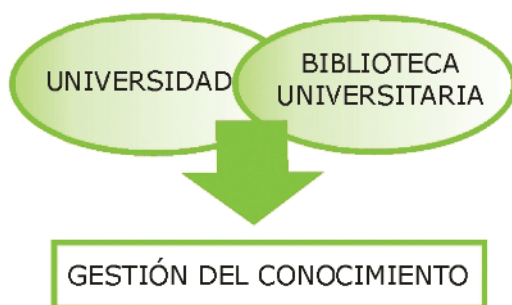 UNIVERSIDAD
BIBLIOTECA
UNIVERSITARIA
GESTIÓN DEL CONOCIMIENTO